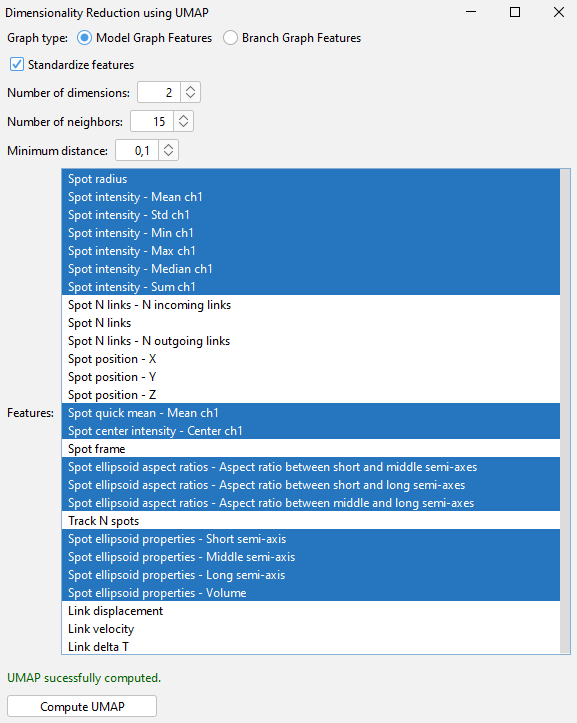 Dimensionality Reduction using UMAP
Graph type: Model Graph Features Branch Graph Features
Standardize features
Number of dimensions: 2
Number of neighbors: 15
Minimum distance: 0,1
Spot radius
Spot intensity - Mean ch1
Spot intensity - Std ch1
Spot intensity - Min ch1
Spot intensity - Max ch1
Spot intensity - Median ch1
Spot intensity - Sum ch1
Spot N links - N incoming links
Spot N links
Spot N links - N outgoing links
Spot position - X
Spot position - Y
Spot position - Z
Features:
Spot quick mean - Mean ch1
Spot center intensity - Center ch1
Spot frame
Spot ellipsoid aspect ratios - Aspect ratio between short and middle semi-axes
Spot ellipsoid aspect ratios - Aspect ratio between short and long semi-axes
Spot ellipsoid aspect ratios - Aspect ratio between middle and long semi-axes
Track N spots
Spot ellipsoid properties - Short semi-axis
Spot ellipsoid properties - Middle semi-axis
Spot ellipsoid properties - Long semi-axis
Spot ellipsoid properties - Volume
Link displacement
Link velocity
Link delta T
UMAP sucessfully computed.
Compute UMAP